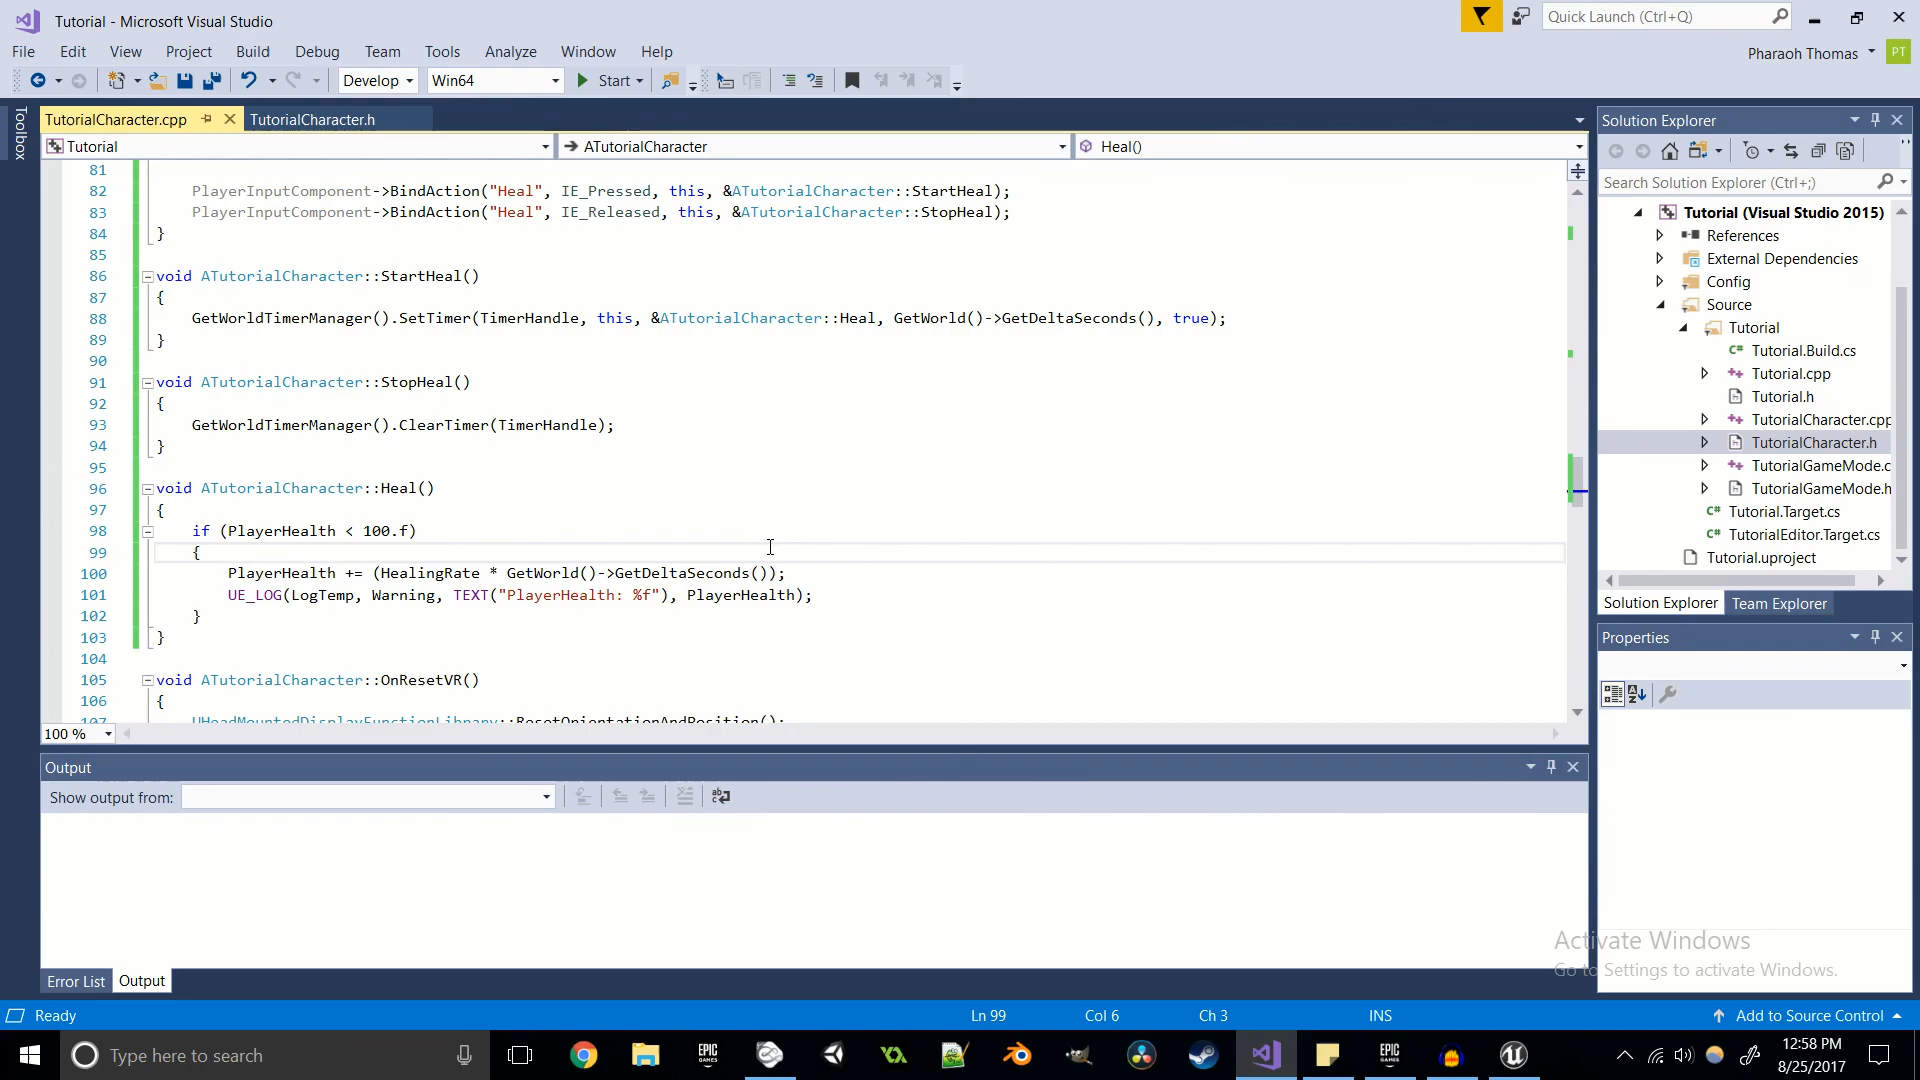 Tutorial - Microsoft Visual Studio
Quick Launch (Ctrl+Q)
File Edit View Project Build Debug Team Tools Analyze Window Help
Pharaoh Thomas PT
Develop Win64 Start
Toolbox
TutorialCharacter.cpp TutorialCharacter.h
Tutorial ATutorialCharacter Heal()
81
82 PlayerInputComponent->BindAction("Heal", IE_Pressed, this, &ATutorialCharacter::StartHeal);
83 PlayerInputComponent->BindAction("Heal", IE_Released, this, &ATutorialCharacter::StopHeal);
84 }
85
86 void ATutorialCharacter::StartHeal()
87 {
88 GetWorldTimerManager().SetTimer(TimerHandle, this, &ATutorialCharacter::Heal, GetWorld()->GetDeltaSeconds(), true);
89 }
90
91 void ATutorialCharacter::StopHeal()
92 {
93 GetWorldTimerManager().ClearTimer(TimerHandle);
94 }
95
96 void ATutorialCharacter::Heal()
97 {
98 if (PlayerHealth < 100.f)
99 {
100 PlayerHealth += (HealingRate * GetWorld()->GetDeltaSeconds());
101 UE_LOG(LogTemp, Warning, TEXT("PlayerHealth: %f"), PlayerHealth);
102 }
103 }
104
105 void ATutorialCharacter::OnResetVR()
106 {
107 UHeadMountedDisplayFunctionLibrary::ResetOrientationAndPosition();
100 %
Output
Show output from:
Error List Output
Solution Explorer
Search Solution Explorer (Ctrl+;)
Tutorial (Visual Studio 2015)
References
External Dependencies
Config
Source
Tutorial
Tutorial.Build.cs
Tutorial.cpp
Tutorial.h
TutorialCharacter.cpp
TutorialCharacter.h
TutorialGameMode.c
TutorialGameMode.h
Tutorial.Target.cs
TutorialEditor.Target.cs
Tutorial.uproject
Solution Explorer Team Explorer
Properties
Activate Windows
Go to Settings to activate Windows.
Ready Ln 99 Col 6 Ch 3 INS Add to Source Control
Type here to search
EPIC GAMES
EPIC GAMES
12:58 PM
8/25/2017